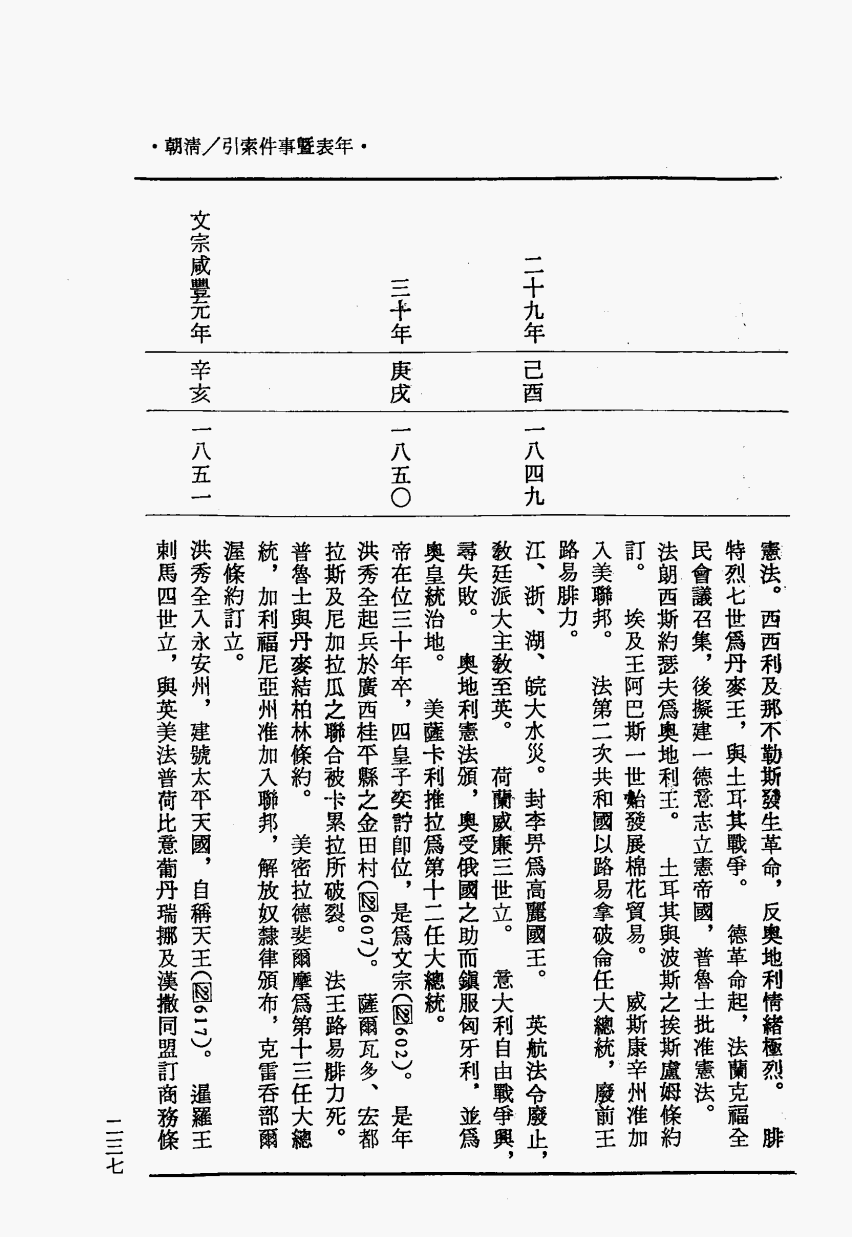 ・朝清／引索件事暨表年・
憲法。西西利及那不勒斯發生革命，反奧地利情緒極烈。　腓
特烈七世爲丹麥王，與土耳其戰爭。　德革命起，法蘭克福全
民會議召集，後擬建一德意志立憲帝國，普魯士批准憲法。
法朗西斯約瑟夫爲奧地利王。　土耳其與波斯之挨斯盧姆條約
訂。　埃及王阿巴斯一世始發展棉花貿易。　威斯康辛州准加
入美聯邦。　法第二次共和國以路易拿破侖任大總統，廢前王
路易腓力。
二十九年　己酉　一八四九　江、浙、湖、皖大水災。封李昪爲高麗國王。　英航法令廢止，
敎廷派大主敎至英。　荷蘭威廉三世立。　意大利自由戰爭興，
尋失敗。　奧地利憲法頒，奧受俄國之助而鎭服匈牙利，並爲
奧皇統治地。　美薩卡利推拉爲第十二任大總統。
三十年　庚戌　一八五〇　帝在位三十年卒，四皇子奕詝卽位，是爲文宗(図602)。　是年
洪秀全起兵於廣西桂平縣之金田村(図607)。　薩爾瓦多、宏都
拉斯及尼加拉瓜之聯合被卡累拉所破裂。　法王路易腓力死。
普魯士與丹麥結柏林條約。　美密拉德斐爾摩爲第十三任大總
統，加利福尼亞州准加入聯邦，解放奴隸律頒布，克雷吞部爾
渥條約訂立。
文宗咸豐元年　辛亥　一八五一　洪秀全入永安州，建號太平天國，自稱天王(図617)。　暹羅王
刺馬四世立，與英美法普荷比意葡丹瑞挪及漢撒同盟訂商務條
二三七